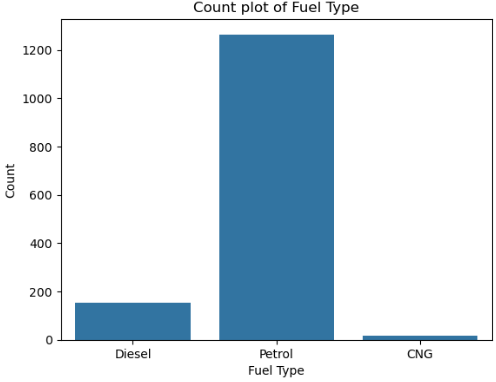 Count plot of Fuel Type
Count
1200
1000
800
600
400
200
0
Diesel Petrol CNG
Fuel Type